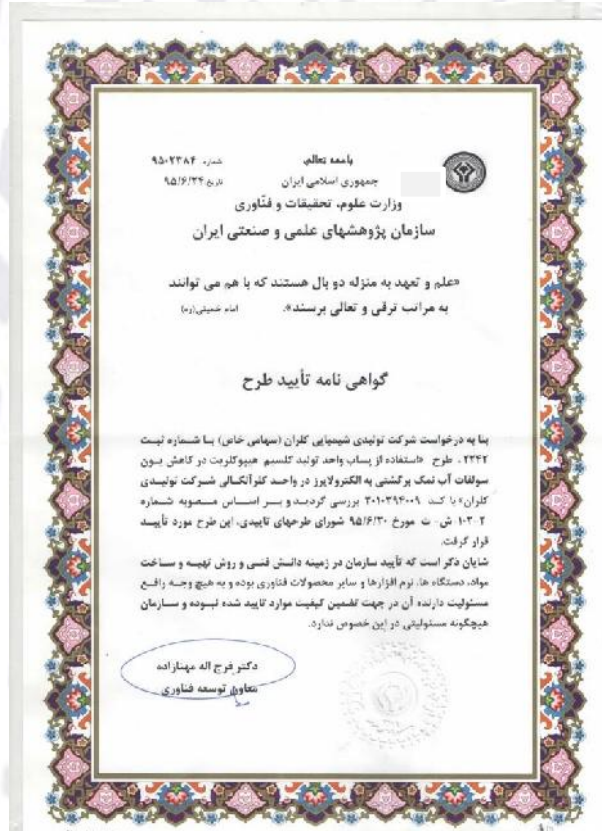 باسمه تعالی
شماره: ۹۵۰۲۳۸۴
جمهوری اسلامی ایران
تاریخ: ۹۵/۶/۳۴
وزارت علوم، تحقیقات و فنّاوری
سازمان پژوهشهای علمی و صنعتی ایران
«علم و تعهد به منزله دو بال هستند که با هم می توانند
به مراتب ترقی و تعالی برسند». امام خمینی(ره)
گواهی نامه تأیید طرح
بنا به درخواست شرکت تولیدی شیمیایی کلران (سهامی خاص) با شماره ثبت
۲۳۴۲، طرح «استفاده از پساب واحد تولید کلسیم هیپوکلریت در کاهش یون
سولفات آب نمک برگشتی به الکترولایزر در واحد کلرآلکالی شرکت تولیدی
کلران» با کد ۳۰۱۰۳۹۴۰۰۹ بررسی گردید و بر اساس مصوبه شماره
۱۰۳-۲-ش-ت مورخ ۹۵/۶/۳۰ شورای طرحهای تاییدی، این طرح مورد تأیید
قرار گرفت.
شایان ذکر است که تأیید سازمان در زمینه دانش فنی و روش تهیه و ساخت
مواد، دستگاه ها، نرم افزارها و سایر محصولات فناوری بوده و به هیچ وجه رافع
مسئولیت دارنده آن در جهت تضمین کیفیت موارد تایید شده نبوده و سازمان
هیچگونه مسئولیتی در این خصوص ندارد.
دکتر فرج اله مهنازاده
معاون توسعه فناوری